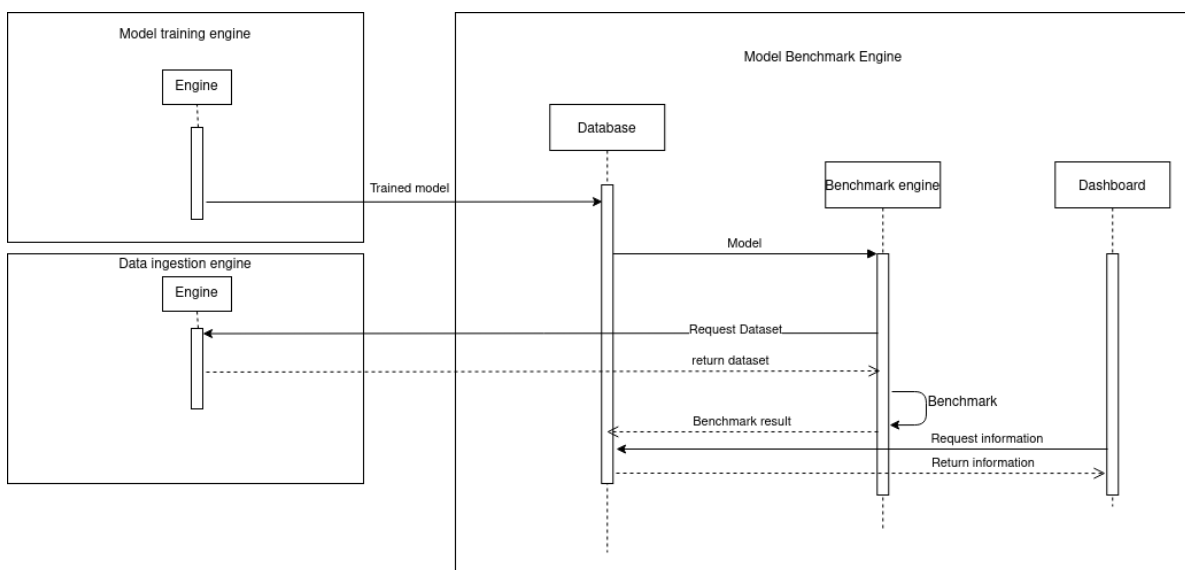 Model training engine
Model Benchmark Engine
Engine
Database
Benchmark engine
Dashboard
Trained model
Model
Data ingestion engine
Engine
Request Dataset
return dataset
Benchmark
Benchmark result
Request information
Return information